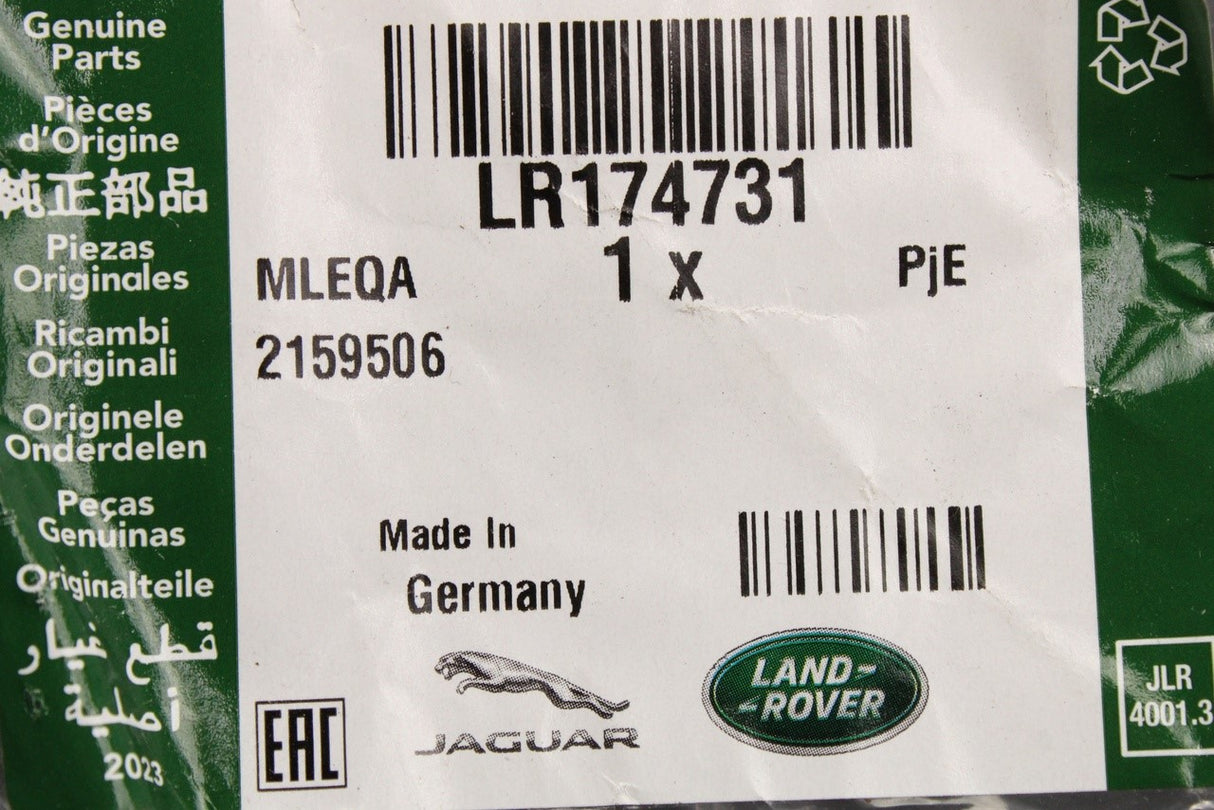 Genuine
Parts
Pièces
d'Origine
純正部品
Piezas
Originales
Ricambi
Originali
Originele
Onderdelen
Peças
Genuinas
Originalteile
قطع غيار
أصلية
2023
LR174731
MLEQA
1 x
PjE
2159506
Made In
Germany
JAGUAR
LAND-
-ROVER
EAC
JLR
4001.3